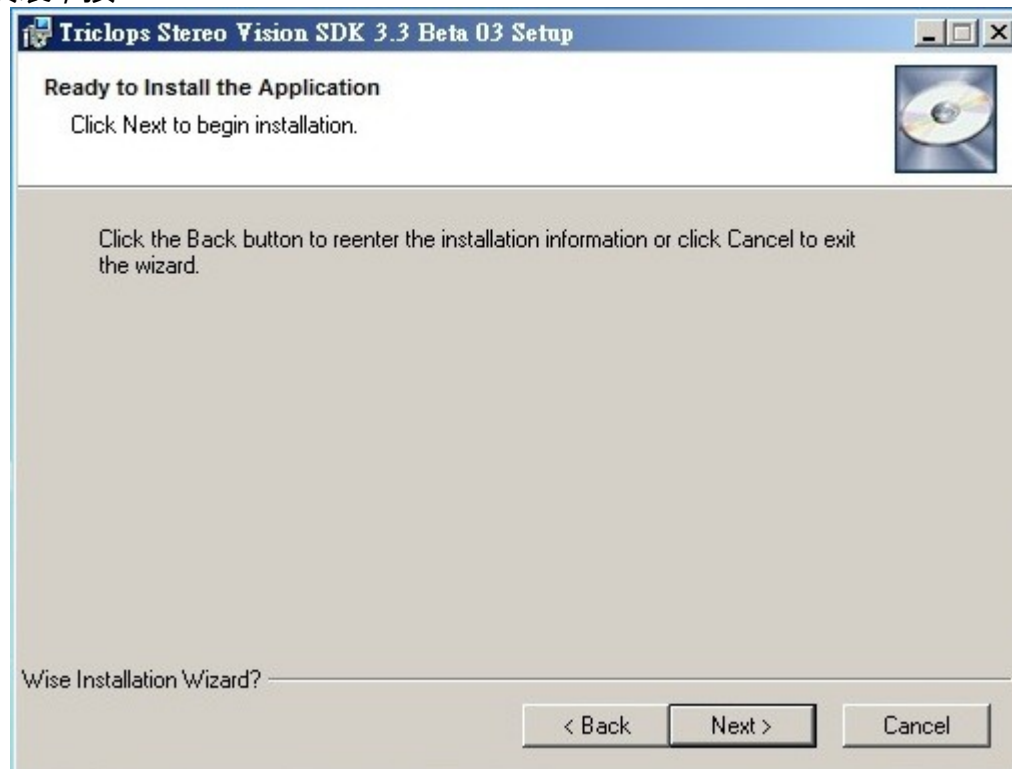 Triclops Stereo Vision SDK 3.3 Beta 03 Setup
Ready to Install the Application
Click Next to begin installation.
Click the Back button to reenter the installation information or click Cancel to exit
the wizard.
Wise Installation Wizard?
< Back Next > Cancel